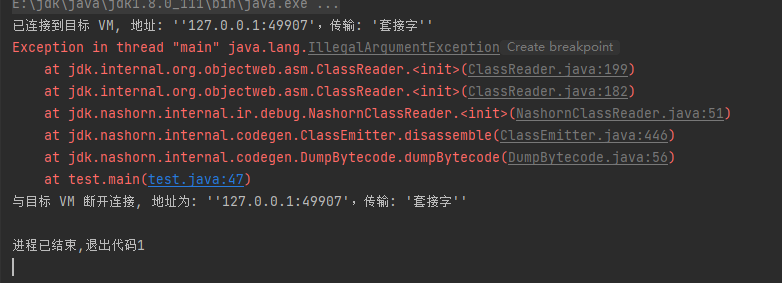 E:\jdk\java\jdk1.8.0_111\bin\java.exe ...
已连接到目标 VM, 地址: ''127.0.0.1:49907'，传输: '套接字''
Exception in thread "main" java.lang.IllegalArgumentException Create breakpoint
at jdk.internal.org.objectweb.asm.ClassReader.<init>(ClassReader.java:199)
at jdk.internal.org.objectweb.asm.ClassReader.<init>(ClassReader.java:182)
at jdk.nashorn.internal.ir.debug.NashornClassReader.<init>(NashornClassReader.java:51)
at jdk.nashorn.internal.codegen.ClassEmitter.disassemble(ClassEmitter.java:446)
at jdk.nashorn.internal.codegen.DumpBytecode.dumpBytecode(DumpBytecode.java:56)
at test.main(test.java:47)
与目标 VM 断开连接, 地址为: ''127.0.0.1:49907'，传输: '套接字''
进程已结束,退出代码1